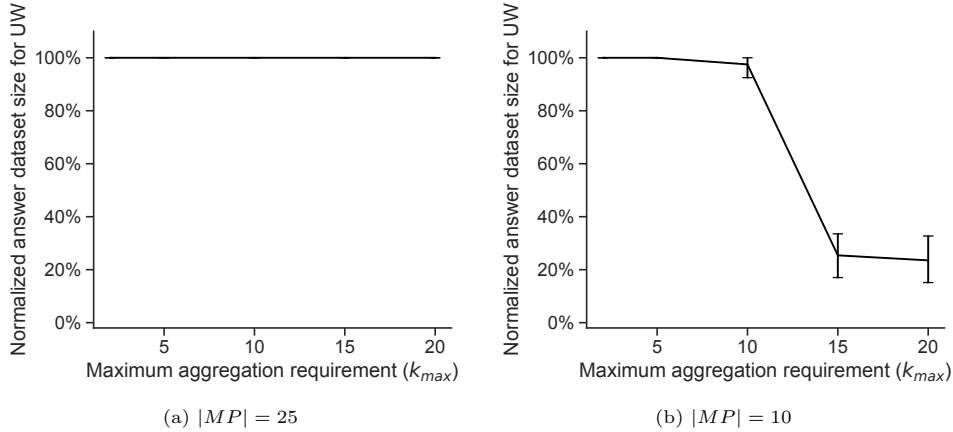 Normalized answer dataset size for UW
100%
80%
60%
40%
20%
0%
5 10 15 20
Maximum aggregation requirement (kmax)
(a) |MP| = 25
Normalized answer dataset size for UW
100%
80%
60%
40%
20%
0%
5 10 15 20
Maximum aggregation requirement (kmax)
(b) |MP| = 10